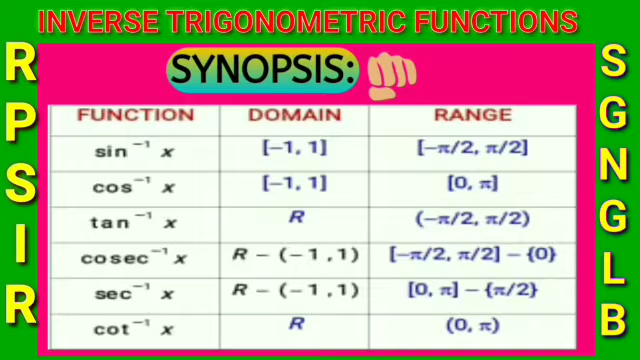 INVERSE TRIGONOMETRIC FUNCTIONS
RPSIR
SYNOPSIS:
FUNCTION DOMAIN RANGE
sin⁻¹ x [−1, 1] [−π/2, π/2]
cos⁻¹ x [−1, 1] [0, π]
tan⁻¹ x R (−π/2, π/2)
cosec⁻¹ x R − (−1,1) [−π/2, π/2] − {0}
sec⁻¹ x R − (−1,1) [0, π] − {π/2}
cot⁻¹ x R (0, π)
SGNGLB